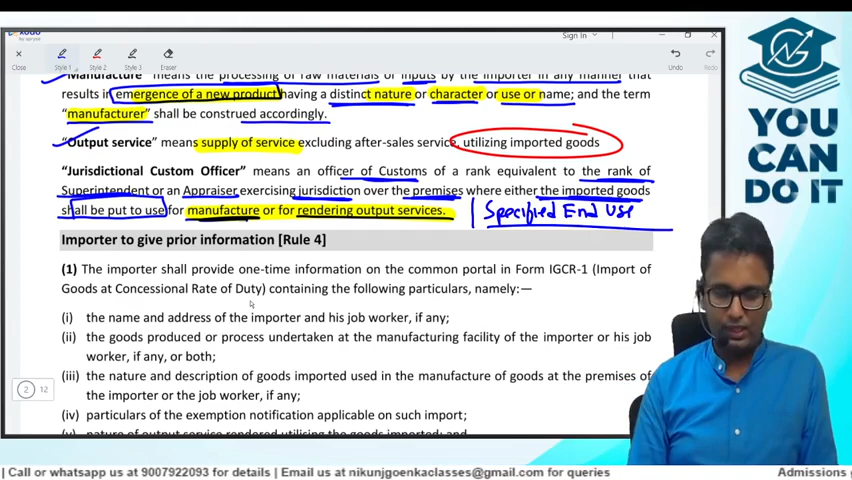 Sign In
Close
Style 1
Style 2
Style 3
Eraser
Undo
Redo
"Manufacture" means the processing of raw materials or inputs by the importer in any manner that
results in emergence of a new product having a distinct nature or character or use or name; and the term
"manufacturer" shall be construed accordingly.
"Output service" means supply of service excluding after-sales service, utilizing imported goods
"Jurisdictional Custom Officer" means an officer of Customs of a rank equivalent to the rank of
Superintendent or an Appraiser exercising jurisdiction over the premises where either the imported goods
shall be put to use for manufacture or for rendering output services.
Specified End Use
Importer to give prior information [Rule 4]
(1) The importer shall provide one-time information on the common portal in Form IGCR-1 (Import of
Goods at Concessional Rate of Duty) containing the following particulars, namely:—
(i) the name and address of the importer and his job worker, if any;
(ii) the goods produced or process undertaken at the manufacturing facility of the importer or his job
worker, if any, or both;
(iii) the nature and description of goods imported used in the manufacture of goods at the premises of
the importer or the job worker, if any;
(iv) particulars of the exemption notification applicable on such import;
(v) nature of output service rendered utilising the goods imported; and
2 12
YOU
CAN
DO IT
| Call or whatsapp us at 9007922093 for details | Email us at nikunjgoenkaclasses@gmail.com for queries
Admissions